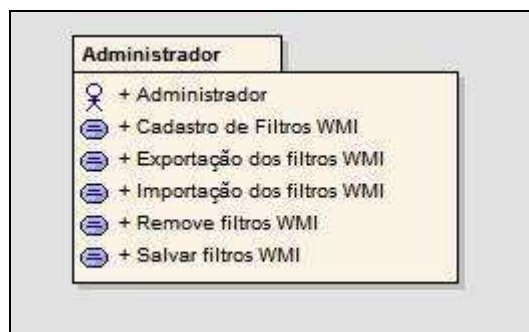 Administrador
+ Administrador
+ Cadastro de Filtros WMI
+ Exportação dos filtros WMI
+ Importação dos filtros WMI
+ Remove filtros WMI
+ Salvar filtros WMI